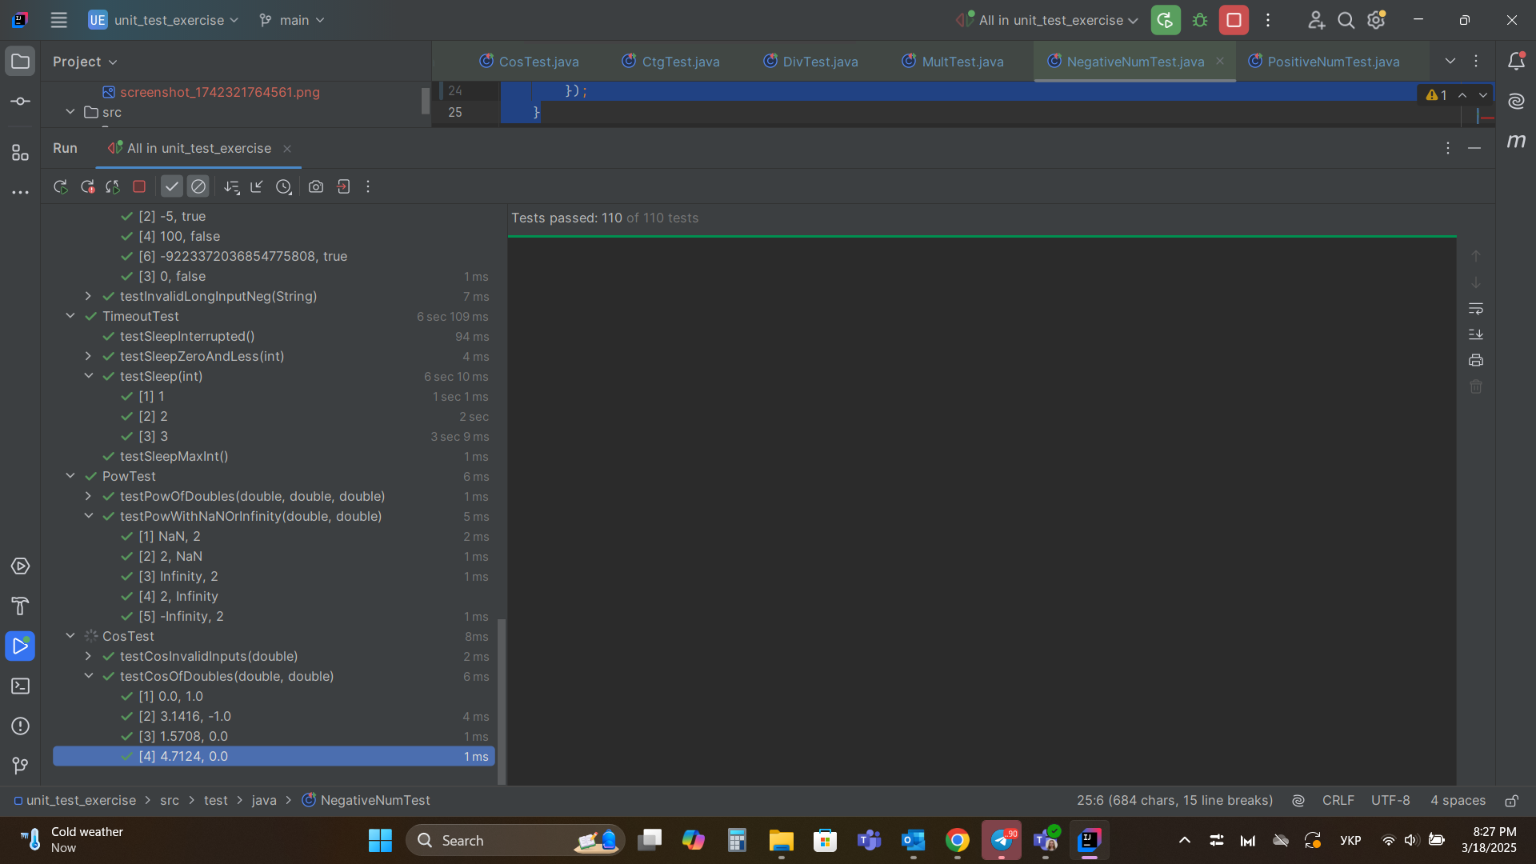 UE unit_test_exercise main All in unit_test_exercise
Project CosTest.java CtgTest.java DivTest.java MultTest.java NegativeNumTest.java PositiveNumTest.java
screenshot_1742321764561.png 24 }); 1
src 25 }
Run All in unit_test_exercise
[2] -5, true Tests passed: 110 of 110 tests
[4] 100, false
[6] -9223372036854775808, true
[3] 0, false 1 ms
testInvalidLongInputNeg(String) 7 ms
TimeoutTest 6 sec 109 ms
testSleepInterrupted() 94 ms
testSleepZeroAndLess(int) 4 ms
testSleep(int) 6 sec 10 ms
[1] 1 1 sec 1 ms
[2] 2 2 sec
[3] 3 3 sec 9 ms
testSleepMaxInt() 1 ms
PowTest 6 ms
testPowOfDoubles(double, double, double) 1 ms
testPowWithNaNOrInfinity(double, double) 5 ms
[1] NaN, 2 2 ms
[2] 2, NaN 1 ms
[3] Infinity, 2 1 ms
[4] 2, Infinity
[5] -Infinity, 2 1 ms
CosTest 8ms
testCosInvalidInputs(double) 2 ms
testCosOfDoubles(double, double) 6 ms
[1] 0.0, 1.0
[2] 3.1416, -1.0 4 ms
[3] 1.5708, 0.0 1 ms
[4] 4.7124, 0.0 1 ms
unit_test_exercise > src > test > java > NegativeNumTest 25:6 (684 chars, 15 line breaks) CRLF UTF-8 4 spaces
Cold weather
Now
Search
90
УКР
8:27 PM
3/18/2025